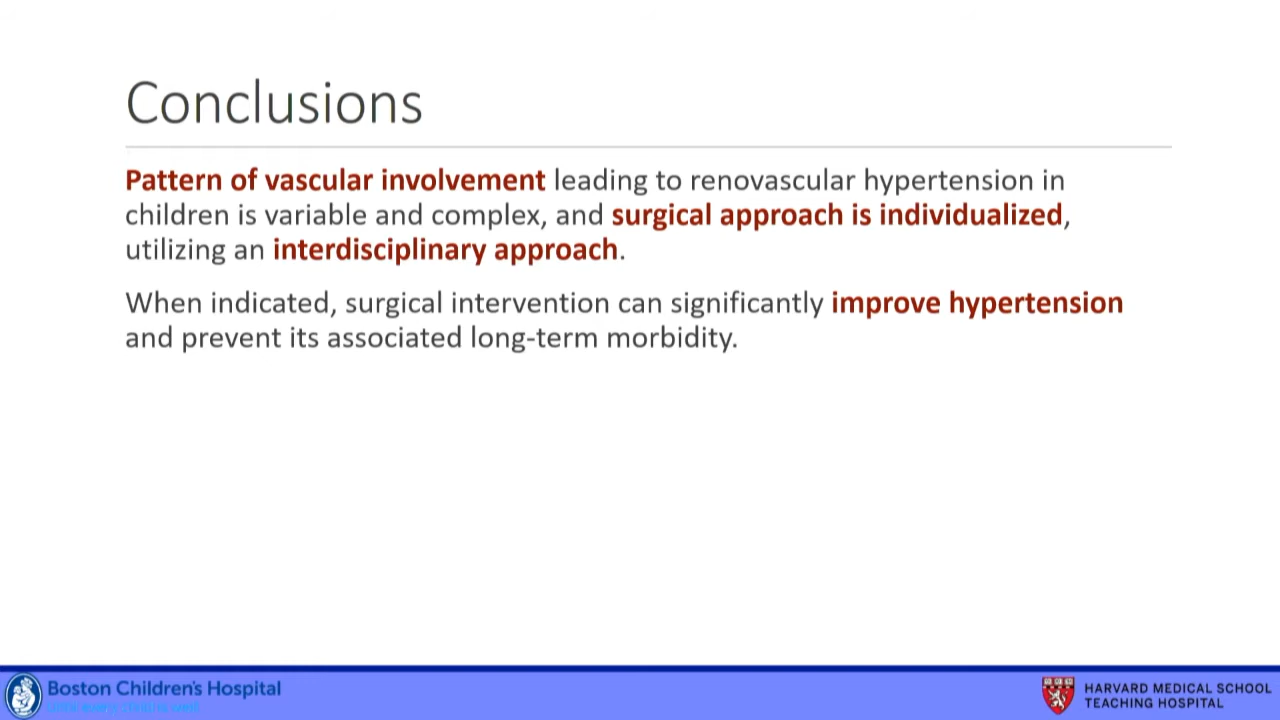 Conclusions
Pattern of vascular involvement leading to renovascular hypertension in
children is variable and complex, and surgical approach is individualized,
utilizing an interdisciplinary approach.
When indicated, surgical intervention can significantly improve hypertension
and prevent its associated long-term morbidity.
Boston Children's Hospital
HARVARD MEDICAL SCHOOL
TEACHING HOSPITAL